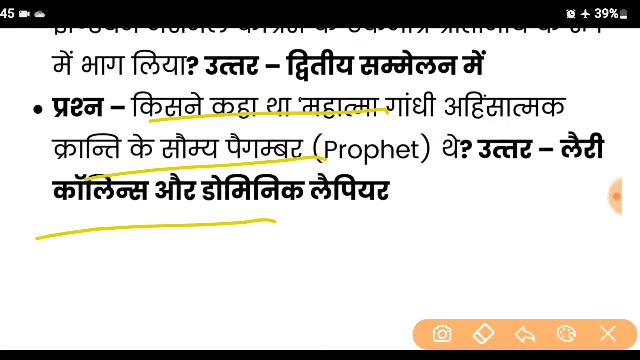 45 39%
में भाग लिया? उत्तर – द्वितीय सम्मेलन में
● प्रश्न – किसने कहा था 'महात्मा गांधी अहिंसात्मक
क्रान्ति के सौम्य पैगम्बर (Prophet) थे? उत्तर – लैरी
कॉलिन्स और डोमिनिक लैपियर